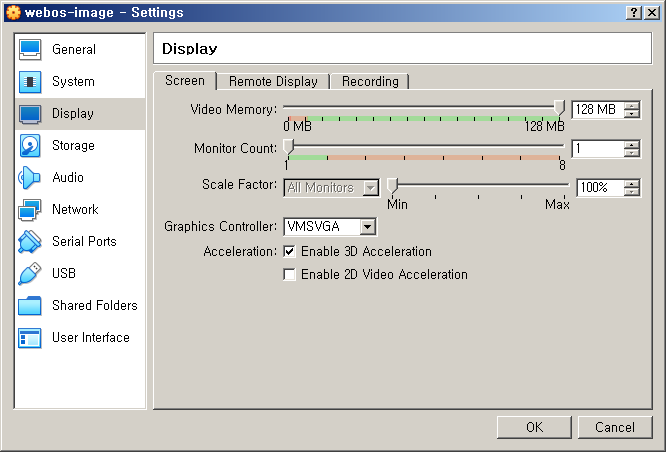 webos-image - Settings
General
System
Display
Storage
Audio
Network
Serial Ports
USB
Shared Folders
User Interface
Display
Screen
Remote Display
Recording
Video Memory: 128 MB
0 MB 128 MB
Monitor Count: 1
1 8
Scale Factor: All Monitors 100%
Min Max
Graphics Controller: VMSVGA
Acceleration: Enable 3D Acceleration
Enable 2D Video Acceleration
OK
Cancel